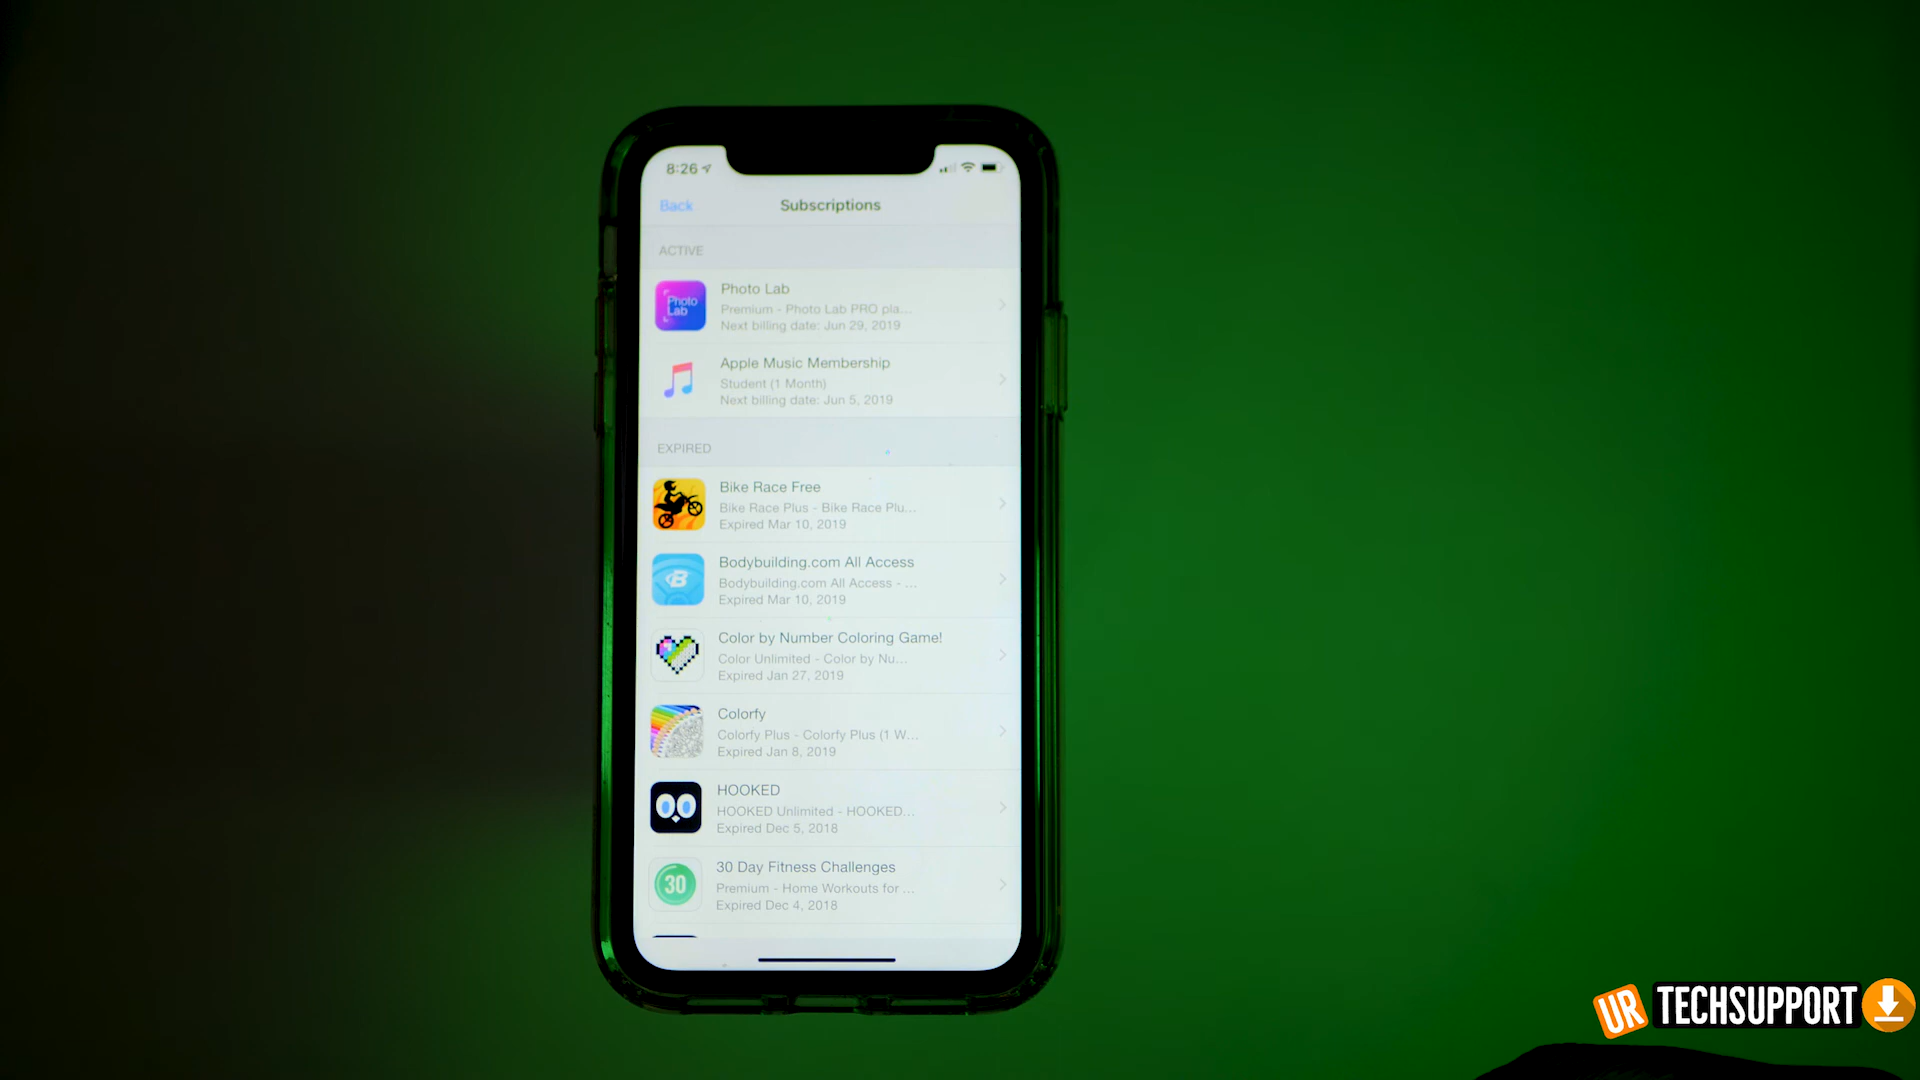 8:26
Back
Subscriptions
ACTIVE
Photo Lab
Photo Lab
Premium - Photo Lab PRO pla...
Next billing date: Jun 29, 2019
Apple Music Membership
Student (1 Month)
Next billing date: Jun 5, 2019
EXPIRED
Bike Race Free
Bike Race Plus - Bike Race Plu...
Expired Mar 10, 2019
B
Bodybuilding.com All Access
Bodybuilding.com All Access - ...
Expired Mar 10, 2019
Color by Number Coloring Game!
Color Unlimited - Color by Nu...
Expired Jan 27, 2019
Colorfy
Colorfy Plus - Colorfy Plus (1 W...
Expired Jan 8, 2019
HOOKED
HOOKED Unlimited - HOOKED...
Expired Dec 5, 2018
30
30 Day Fitness Challenges
Premium - Home Workouts for ...
Expired Dec 4, 2018
UR TECHSUPPORT